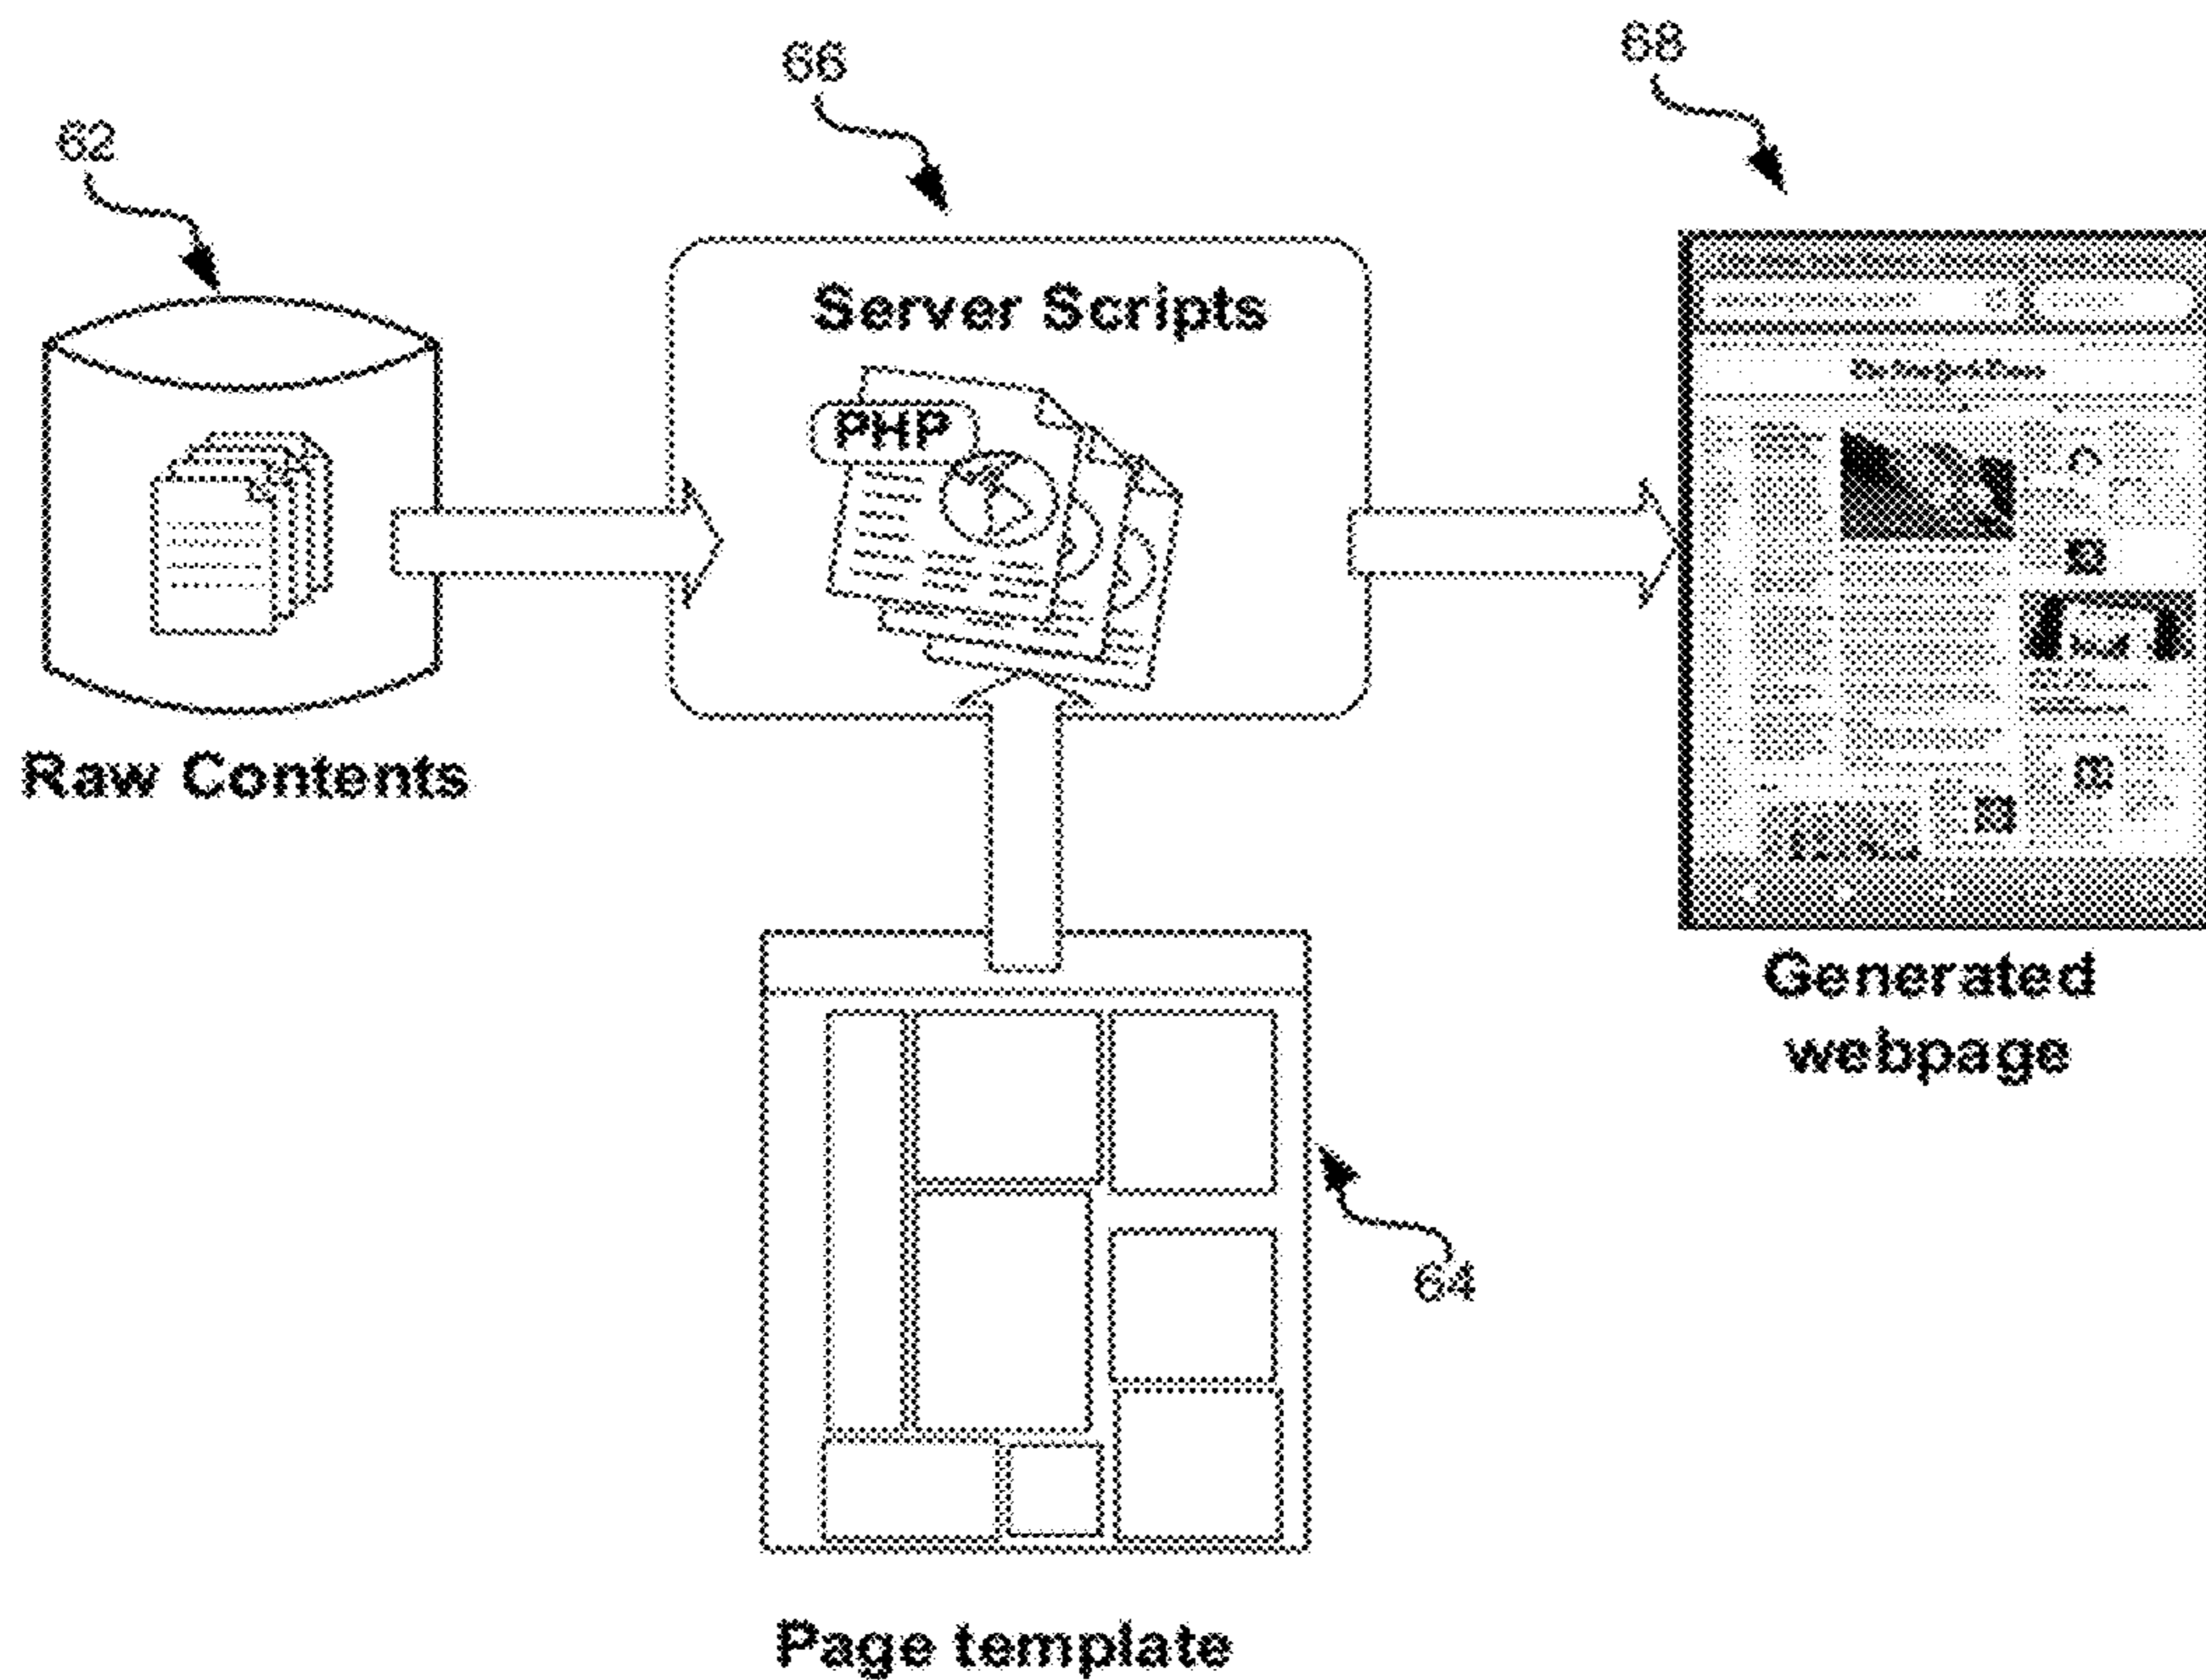 66
68
62
Server Scripts
PHP
Raw Contents
Generated
webpage
64
Page template